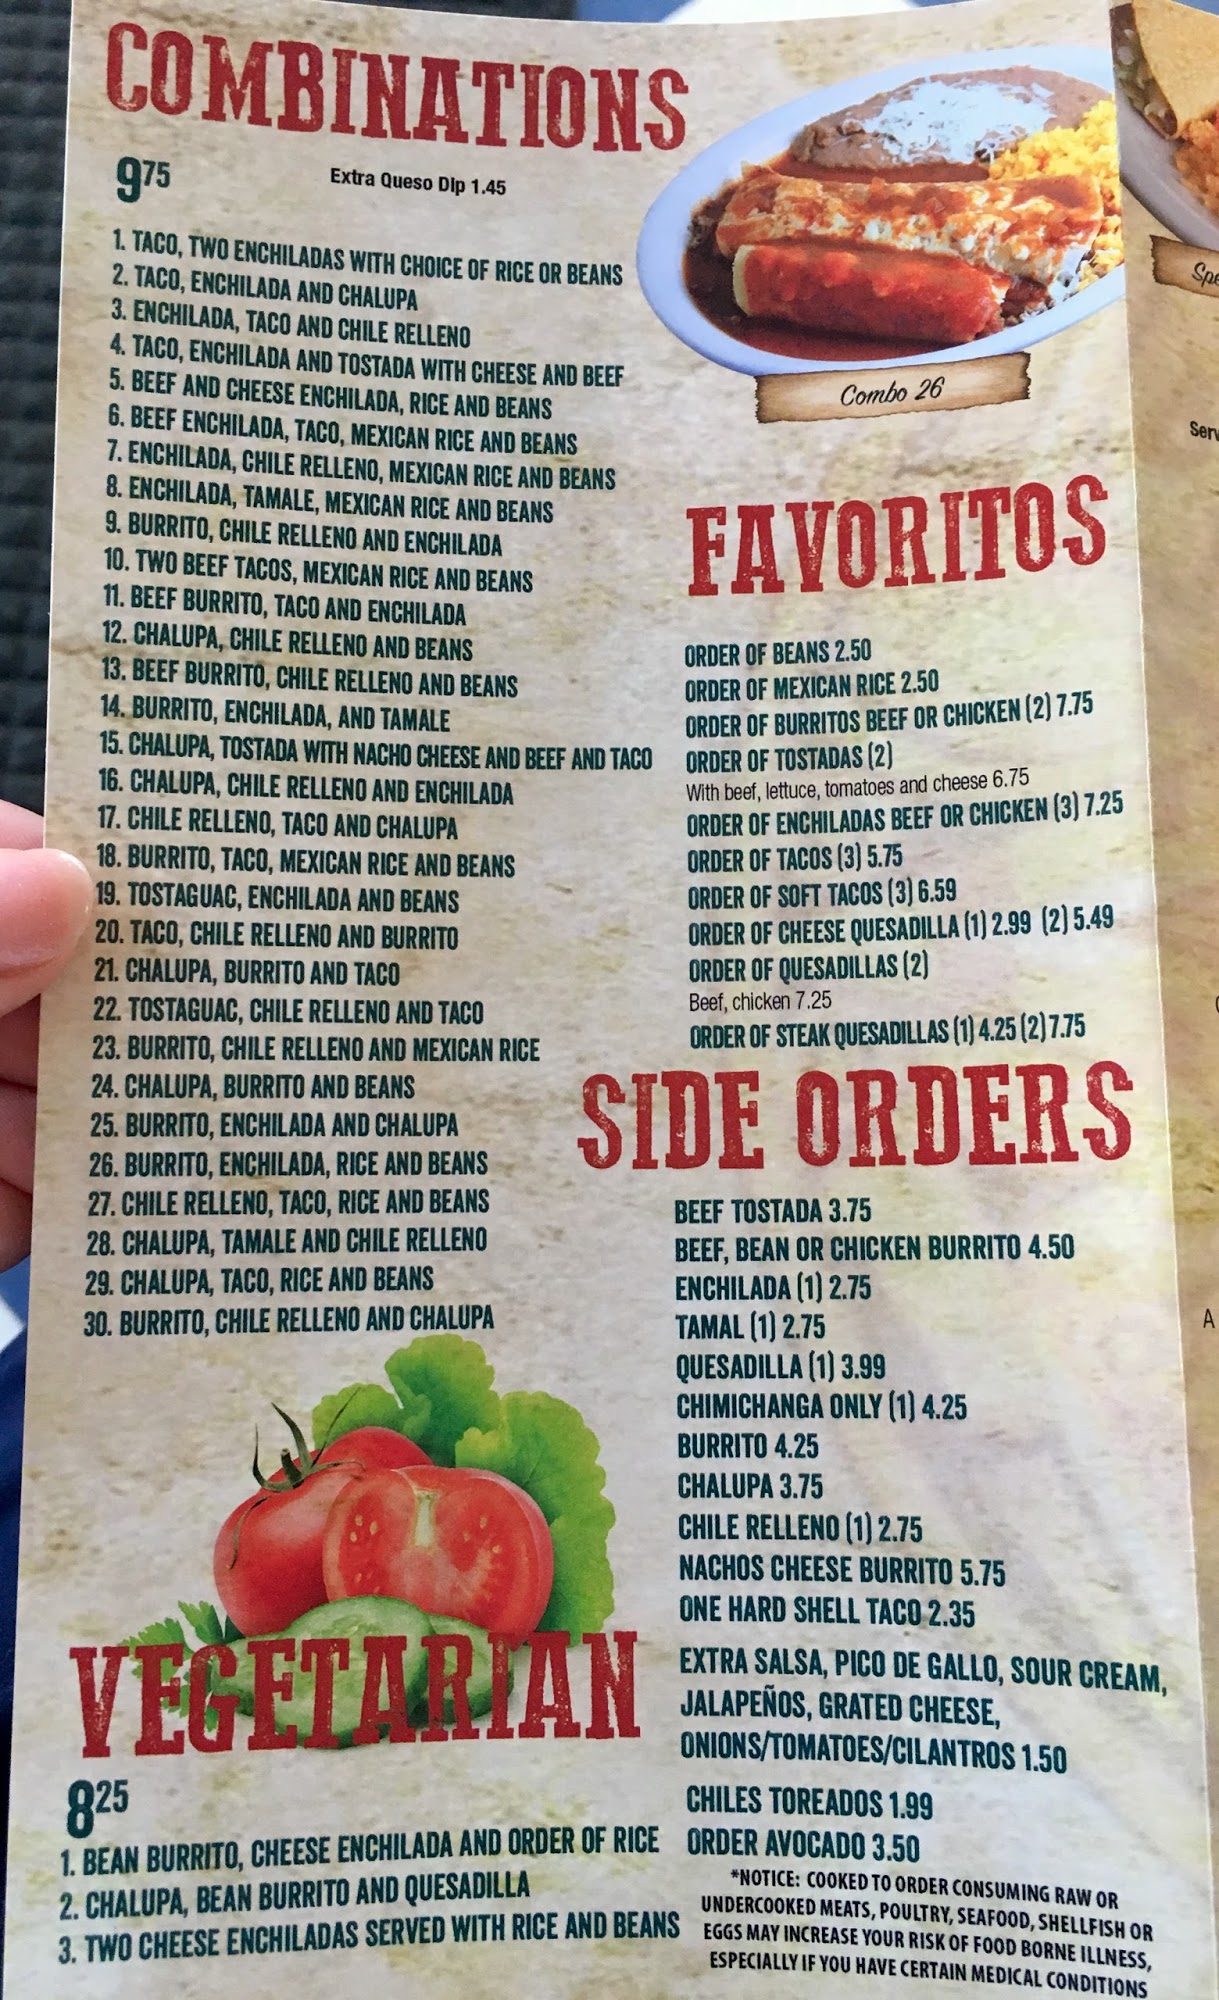 COMBINATIONS
9.75
Extra Queso Dip 1.45
1. TACO, TWO ENCHILADAS WITH CHOICE OF RICE OR BEANS
2. TACO, ENCHILADA AND CHALUPA
3. ENCHILADA, TACO AND CHILE RELLENO
4. TACO, ENCHILADA AND TOSTADA WITH CHEESE AND BEEF
5. BEEF AND CHEESE ENCHILADA, RICE AND BEANS
6. BEEF ENCHILADA, TACO, MEXICAN RICE AND BEANS
7. ENCHILADA, CHILE RELLENO, MEXICAN RICE AND BEANS
8. ENCHILADA, TAMALE, MEXICAN RICE AND BEANS
9. BURRITO, CHILE RELLENO AND ENCHILADA
10. TWO BEEF TACOS, MEXICAN RICE AND BEANS
11. BEEF BURRITO, TACO AND ENCHILADA
12. CHALUPA, CHILE RELLENO AND BEANS
13. BEEF BURRITO, CHILE RELLENO AND BEANS
14. BURRITO, ENCHILADA, AND TAMALE
15. CHALUPA, TOSTADA WITH NACHO CHEESE AND BEEF AND TACO
16. CHALUPA, CHILE RELLENO AND ENCHILADA
17. CHILE RELLENO, TACO AND CHALUPA
18. BURRITO, TACO, MEXICAN RICE AND BEANS
19. TOSTAGUAC, ENCHILADA AND BEANS
20. TACO, CHILE RELLENO AND BURRITO
21. CHALUPA, BURRITO AND TACO
22. TOSTAGUAC, CHILE RELLENO AND TACO
23. BURRITO, CHILE RELLENO AND MEXICAN RICE
24. CHALUPA, BURRITO AND BEANS
25. BURRITO, ENCHILADA AND CHALUPA
26. BURRITO, ENCHILADA, RICE AND BEANS
27. CHILE RELLENO, TACO, RICE AND BEANS
28. CHALUPA, TAMALE AND CHILE RELLENO
29. CHALUPA, TACO, RICE AND BEANS
30. BURRITO, CHILE RELLENO AND CHALUPA
VEGETARIAN
8.25
1. BEAN BURRITO, CHEESE ENCHILADA AND ORDER OF RICE
2. CHALUPA, BEAN BURRITO AND QUESADILLA
3. TWO CHEESE ENCHILADAS SERVED WITH RICE AND BEANS
Combo 26
FAVORITOS
ORDER OF BEANS 2.50
ORDER OF MEXICAN RICE 2.50
ORDER OF BURRITOS BEEF OR CHICKEN (2) 7.75
ORDER OF TOSTADAS (2)
With beef, lettuce, tomatoes and cheese 6.75
ORDER OF ENCHILADAS BEEF OR CHICKEN (3) 7.25
ORDER OF TACOS (3) 5.75
ORDER OF SOFT TACOS (3) 6.59
ORDER OF CHEESE QUESADILLA (1) 2.99 (2) 5.49
ORDER OF QUESADILLAS (2)
Beef, chicken 7.25
ORDER OF STEAK QUESADILLAS (1) 4.25 (2) 7.75
SIDE ORDERS
BEEF TOSTADA 3.75
BEEF, BEAN OR CHICKEN BURRITO 4.50
ENCHILADA (1) 2.75
TAMAL (1) 2.75
QUESADILLA (1) 3.99
CHIMICHANGA ONLY (1) 4.25
BURRITO 4.25
CHALUPA 3.75
CHILE RELLENO (1) 2.75
NACHOS CHEESE BURRITO 5.75
ONE HARD SHELL TACO 2.35
EXTRA SALSA, PICO DE GALLO, SOUR CREAM,
JALAPEÑOS, GRATED CHEESE,
ONIONS/TOMATOES/CILANTROS 1.50
CHILES TOREADOS 1.99
ORDER AVOCADO 3.50
*NOTICE: COOKED TO ORDER CONSUMING RAW OR
UNDERCOOKED MEATS, POULTRY, SEAFOOD, SHELLFISH OR
EGGS MAY INCREASE YOUR RISK OF FOOD BORNE ILLNESS,
ESPECIALLY IF YOU HAVE CERTAIN MEDICAL CONDITIONS